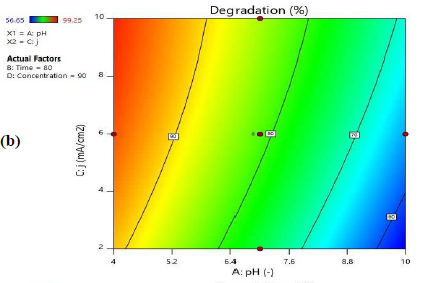 Degradation (%)
56.65 99.25
X1 = A: pH
X2 = C: j
Actual Factors
B: Time = 80
D: Concentration = 90
(b)
C: j (mA/cm2)
10
8
6
4
2
90
80
70
60
4 5.2 6.4 7.6 8.8 10
A: pH (-)